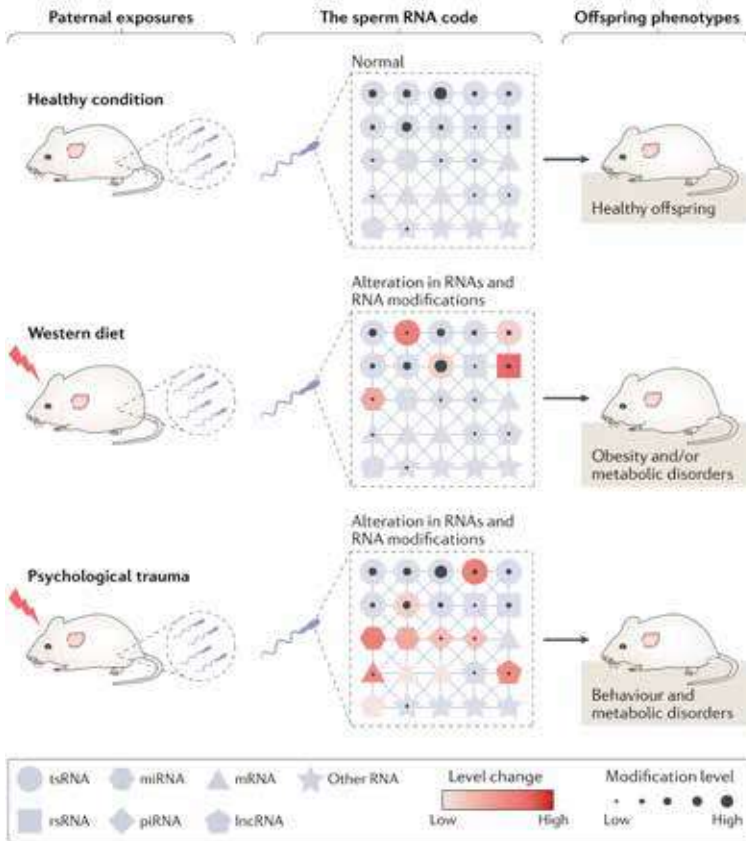 Paternal exposures
The sperm RNA code
Offspring phenotypes
Normal
Healthy condition
Healthy offspring
Alteration in RNAs and
RNA modifications
Western diet
Obesity and/or
metabolic disorders
Alteration in RNAs and
RNA modifications
Psychological trauma
Behaviour and
metabolic disorders
tsRNA
miRNA
mRNA
Other RNA
rsRNA
piRNA
lncRNA
Level change
Low
High
Modification level
Low
High